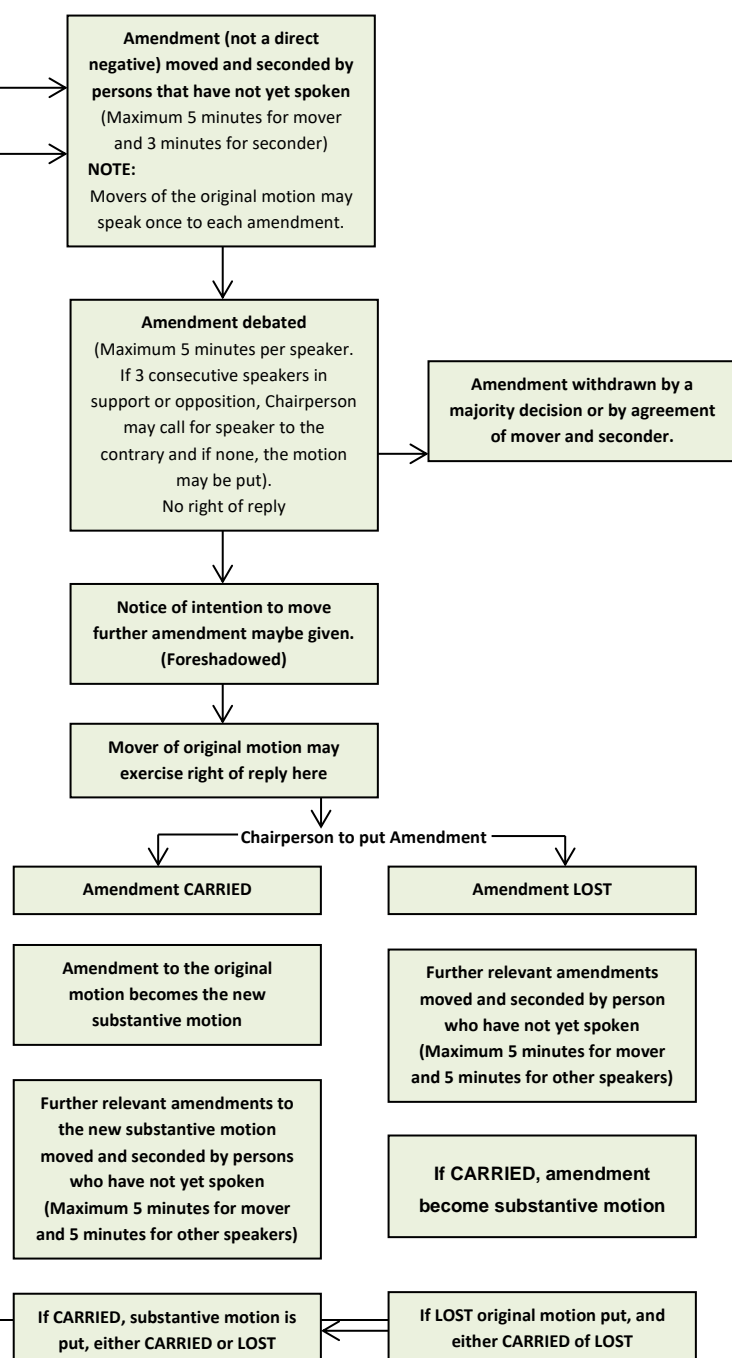 Amendment (not a direct
negative) moved and seconded by
persons that have not yet spoken
(Maximum 5 minutes for mover
and 3 minutes for seconder)
NOTE:
Movers of the original motion may
speak once to each amendment.
Amendment debated
(Maximum 5 minutes per speaker.
If 3 consecutive speakers in
support or opposition, Chairperson
may call for speaker to the
contrary and if none, the motion
may be put).
No right of reply
Amendment withdrawn by a
majority decision or by agreement
of mover and seconder.
Notice of intention to move
further amendment maybe given.
(Foreshadowed)
Mover of original motion may
exercise right of reply here
Chairperson to put Amendment
Amendment CARRIED
Amendment to the original
motion becomes the new
substantive motion
Further relevant amendments to
the new substantive motion
moved and seconded by persons
who have not yet spoken
(Maximum 5 minutes for mover
and 5 minutes for other speakers)
If CARRIED, substantive motion is
put, either CARRIED or LOST
Amendment LOST
Further relevant amendments
moved and seconded by person
who have not yet spoken
(Maximum 5 minutes for mover
and 5 minutes for other speakers)
If CARRIED, amendment
become substantive motion
If LOST original motion put, and
either CARRIED of LOST